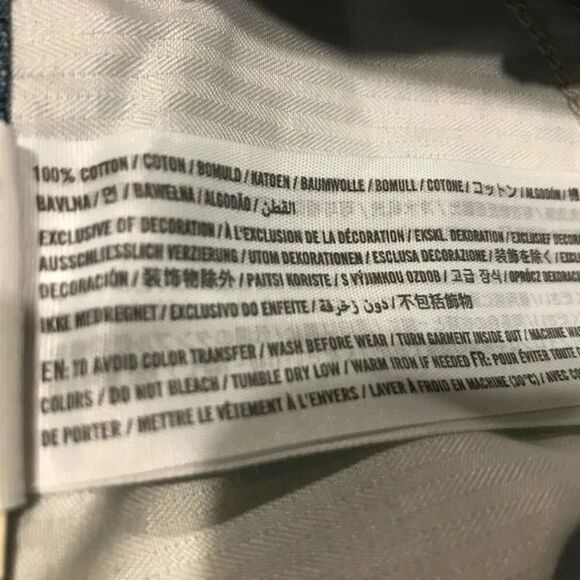 100% COTTON / COTON / BOMULD / KATOEN / BAUMWOLLE / BOMULL / COTONE / コットン / ALGODÓN / 棉
BAVLNA / 면 / BAWEŁNA / ALGODÃO / القطن
EXCLUSIVE OF DECORATION / À L'EXCLUSION DE LA DÉCORATION / EKSKL. DEKORATION / EXCLUSIEF DECOR
AUSSCHLIESSLICH VERZIERUNG / UTOM DEKORATIONEN / ESCLUSA DECORAZIONE / 装飾を除く / EXCLU
DECORACIÓN / 装饰物除外 / PAITSI KORISTE / S VÝJIMKOU OZDOB / 고급 장식 / OPRÓCZ DEKORAC
IKKE MEDREGNET / EXCLUSIVO DO ENFEITE / دون زخرفة / 不包括飾物
EN: TO AVOID COLOR TRANSFER / WASH BEFORE WEAR / TURN GARMENT INSIDE OUT / MACHINE WA
COLORS / DO NOT BLEACH / TUMBLE DRY LOW / WARM IRON IF NEEDED FR: POUR ÉVITER TOUTE D
DE PORTER / METTRE LE VÊTEMENT À L'ENVERS / LAVER À FROID EN MACHINE (30°C) / AVEC CO